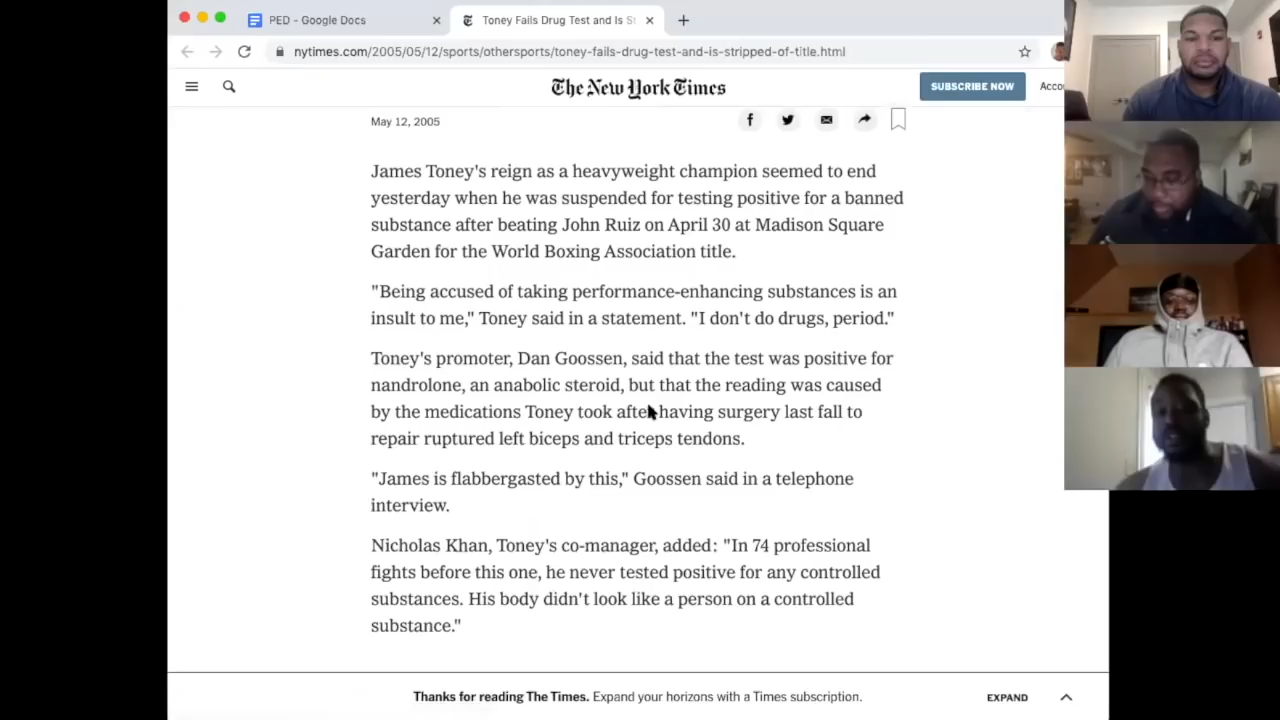 PED - Google Docs
Toney Fails Drug Test and Is St
nytimes.com/2005/05/12/sports/othersports/toney-fails-drug-test-and-is-stripped-of-title.html
The New York Times
SUBSCRIBE NOW
Acco
May 12, 2005
James Toney's reign as a heavyweight champion seemed to end
yesterday when he was suspended for testing positive for a banned
substance after beating John Ruiz on April 30 at Madison Square
Garden for the World Boxing Association title.
"Being accused of taking performance-enhancing substances is an
insult to me," Toney said in a statement. "I don't do drugs, period."
Toney's promoter, Dan Goossen, said that the test was positive for
nandrolone, an anabolic steroid, but that the reading was caused
by the medications Toney took after having surgery last fall to
repair ruptured left biceps and triceps tendons.
"James is flabbergasted by this," Goossen said in a telephone
interview.
Nicholas Khan, Toney's co-manager, added: "In 74 professional
fights before this one, he never tested positive for any controlled
substances. His body didn't look like a person on a controlled
substance."
Thanks for reading The Times. Expand your horizons with a Times subscription.
EXPAND